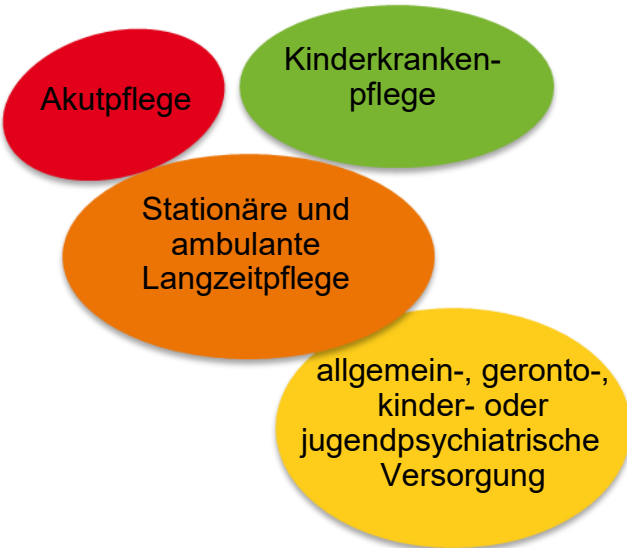 Akutpflege
Kinderkranken-
pflege
Stationäre und
ambulante
Langzeitpflege
allgemein-, geronto-,
kinder- oder
jugendpsychiatrische
Versorgung